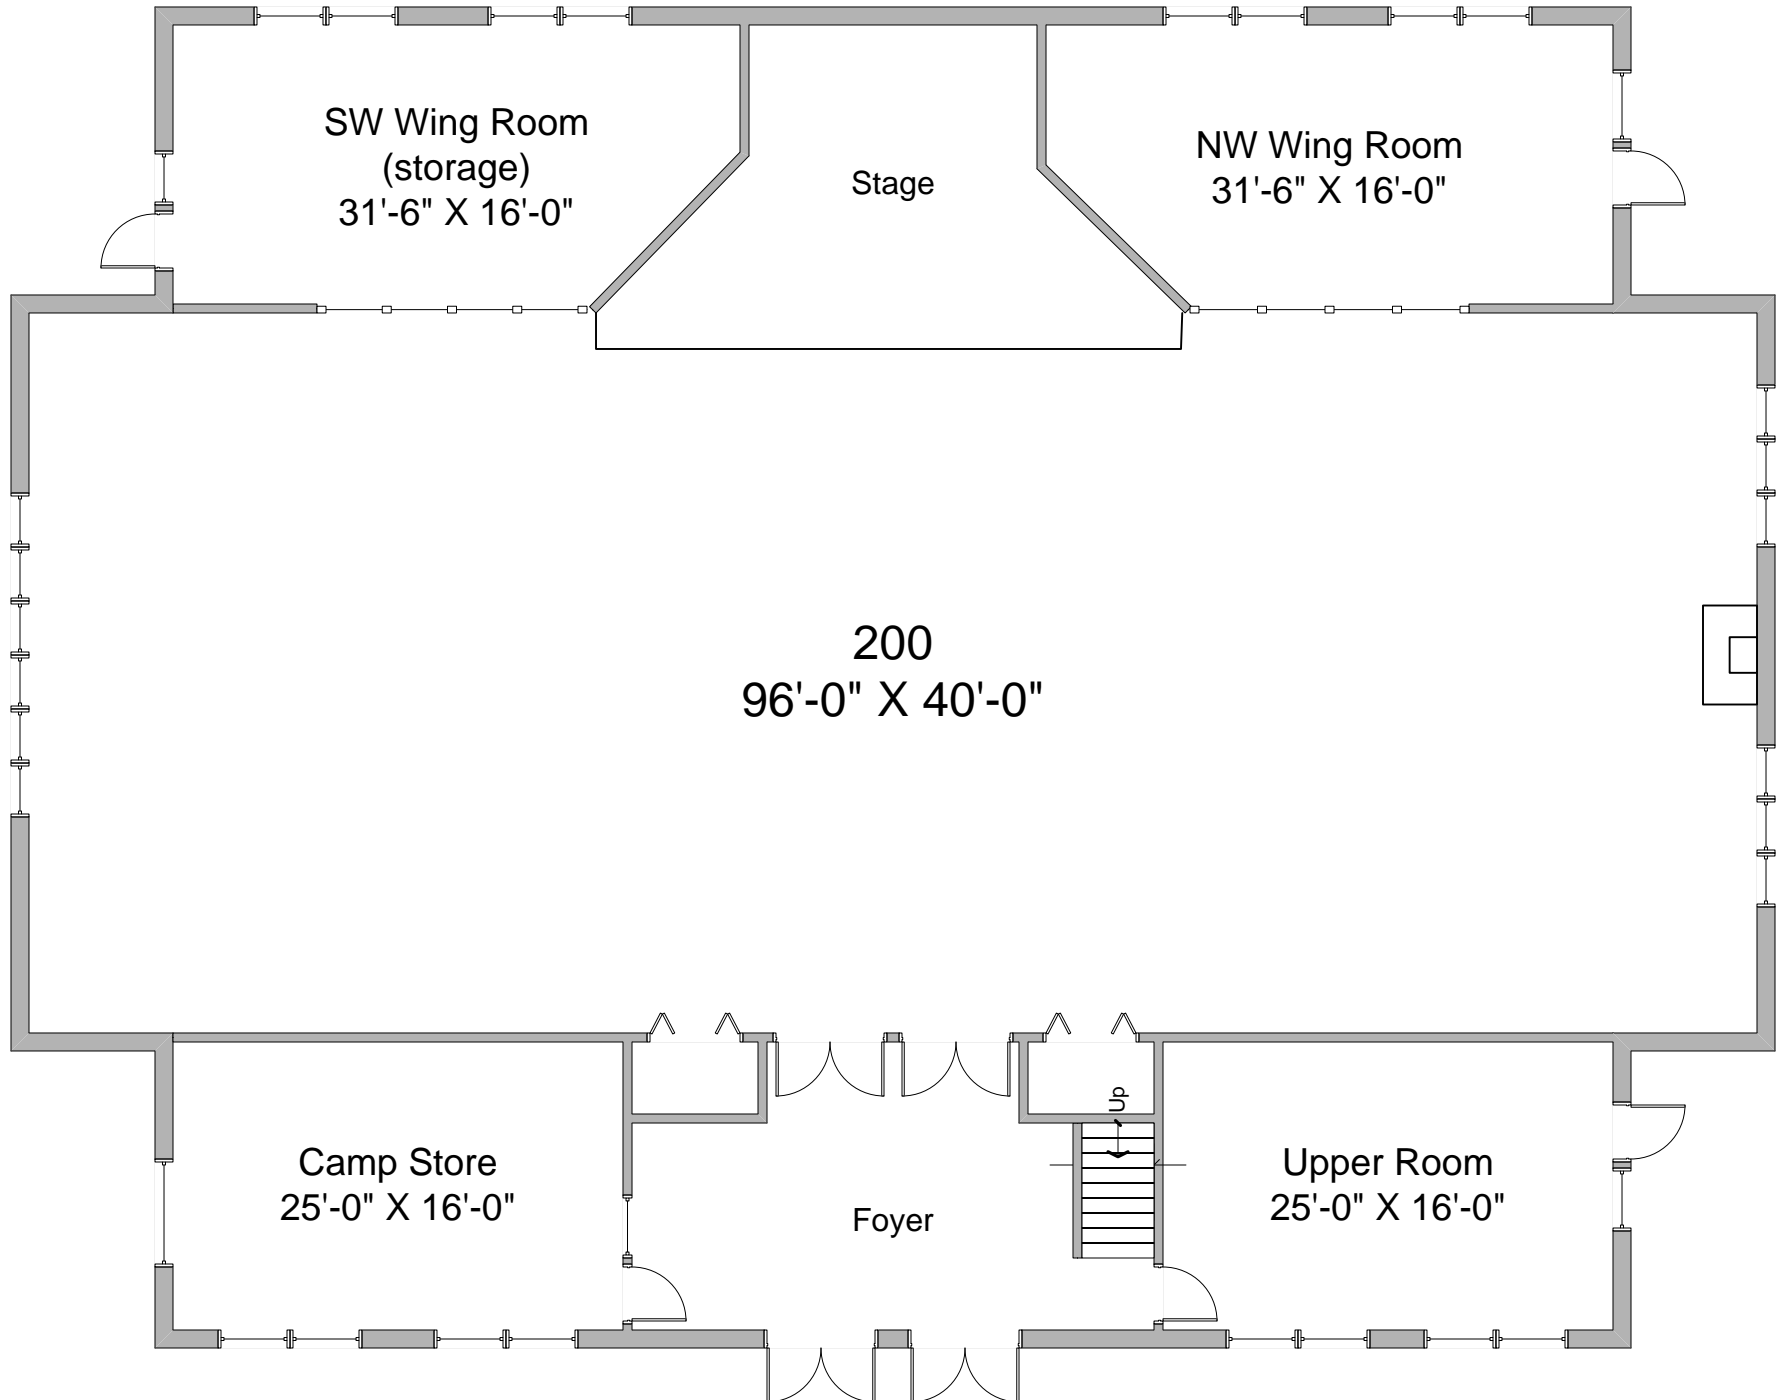 SW Wing Room
(storage)
31'-6" X 16'-0"
Stage
NW Wing Room
31'-6" X 16'-0"
200
96'-0" X 40'-0"
Camp Store
25'-0" X 16'-0"
Foyer
Up
Upper Room
25'-0" X 16'-0"